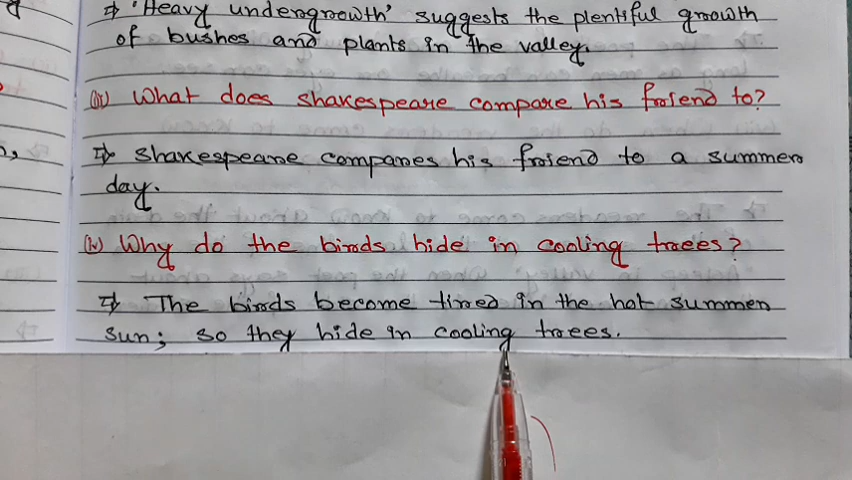 ⇒ 'Heavy undergrowth' suggests the plentiful growth
of bushes and plants in the valley.
(iii) What does shakespeare compare his friend to?
⇒ Shakespeare compares his friend to a summer
day.
(iv) Why do the birds hide in cooling trees?
⇒ The birds become tired in the hot summer
sun; so they hide in cooling trees.